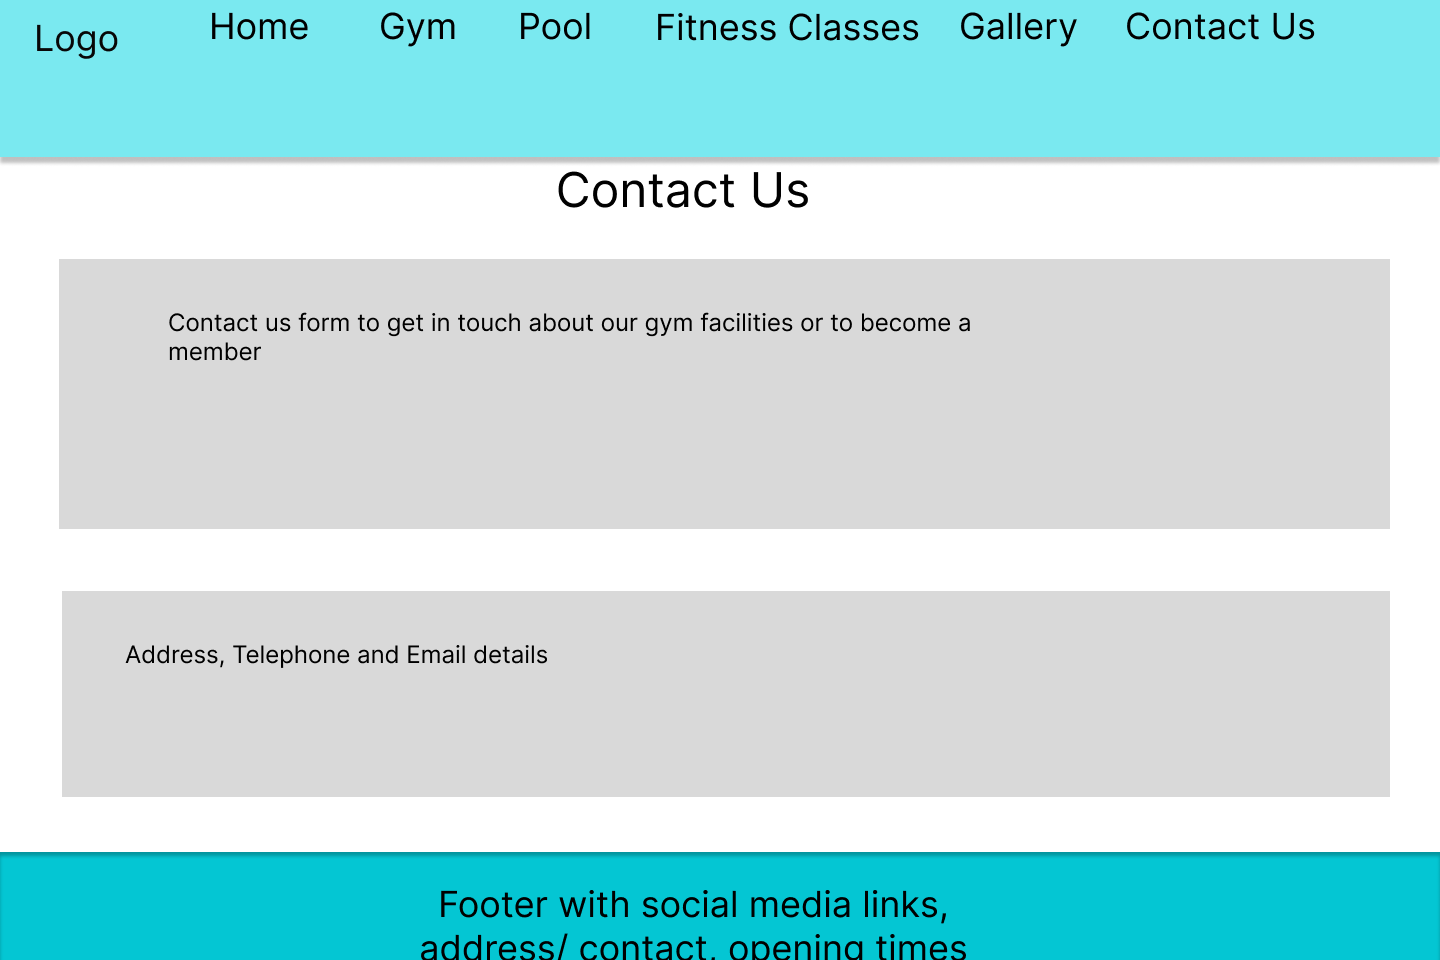 Logo
Home Gym Pool Fitness Classes Gallery Contact Us
Contact Us
Contact us form to get in touch about our gym facilities or to become a
member
Address, Telephone and Email details
Footer with social media links,
address/ contact, opening times